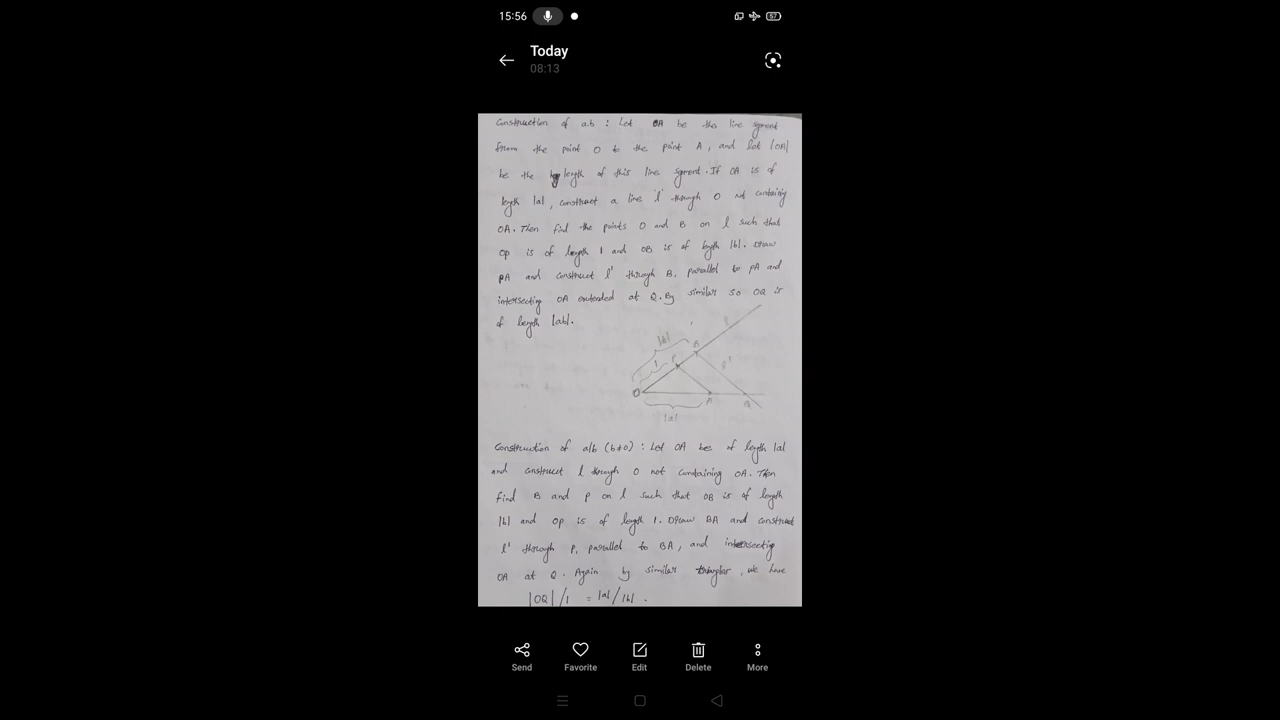 15:56
57
Today
08:13
Construction of a.b : Let OA be the line sgment
from the point O to the point A, and let |OA|
be the length of this line sgment. If OA is of
length |a|, construct a line 'l' through O not containing
OA. Then find the points O and B on l such that
OP is of length 1 and OB is of length |b|. Draw
PA and construct l' through B, parallel to PA and
intersecting OA extended at Q. By similar so OQ is
of length |ab|.
l
|b|
B
1
P
l'
O
A
Q
|a|
Construction of a/b (b≠0) : Let OA bes of length |a|
and construct l through O not containing OA. Then
find B and P on l such that OB is of length
|b| and OP is of length 1. Draw BA and construct
l' through P, parallel to BA, and intersecting
OA at Q. Again by similar triangles, we have
|OQ|/1 = |a|/|b|.
Send
Favorite
Edit
Delete
More